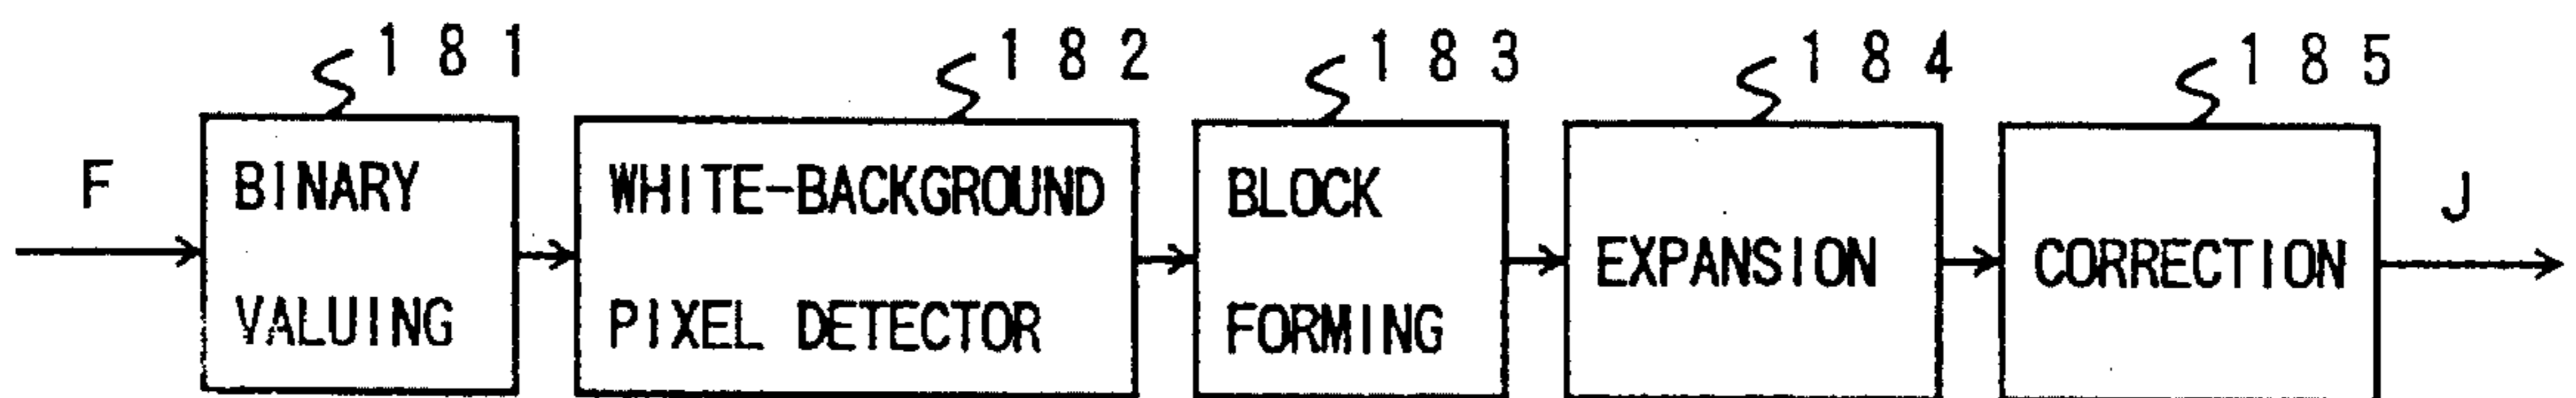 181 182 183 184 185
F BINARY WHITE-BACKGROUND BLOCK J
EXPANSION CORRECTION
VALUING PIXEL DETECTOR FORMING